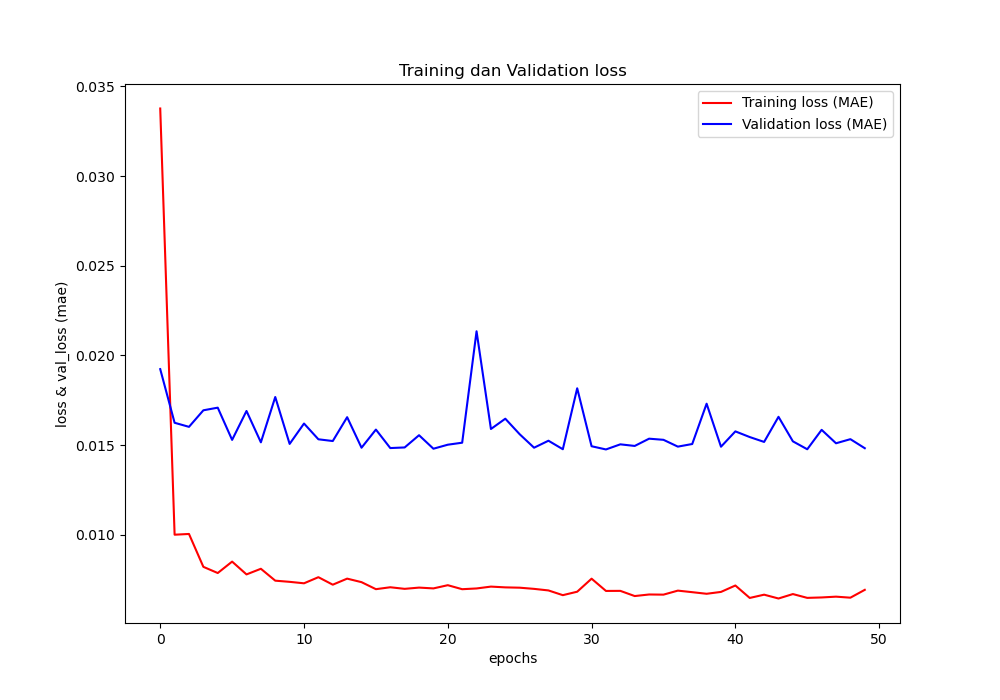 Training dan Validation loss
Training loss (MAE)
Validation loss (MAE)
loss & val_loss (mae)
0.035
0.030
0.025
0.020
0.015
0.010
0
10
20
30
40
50
epochs